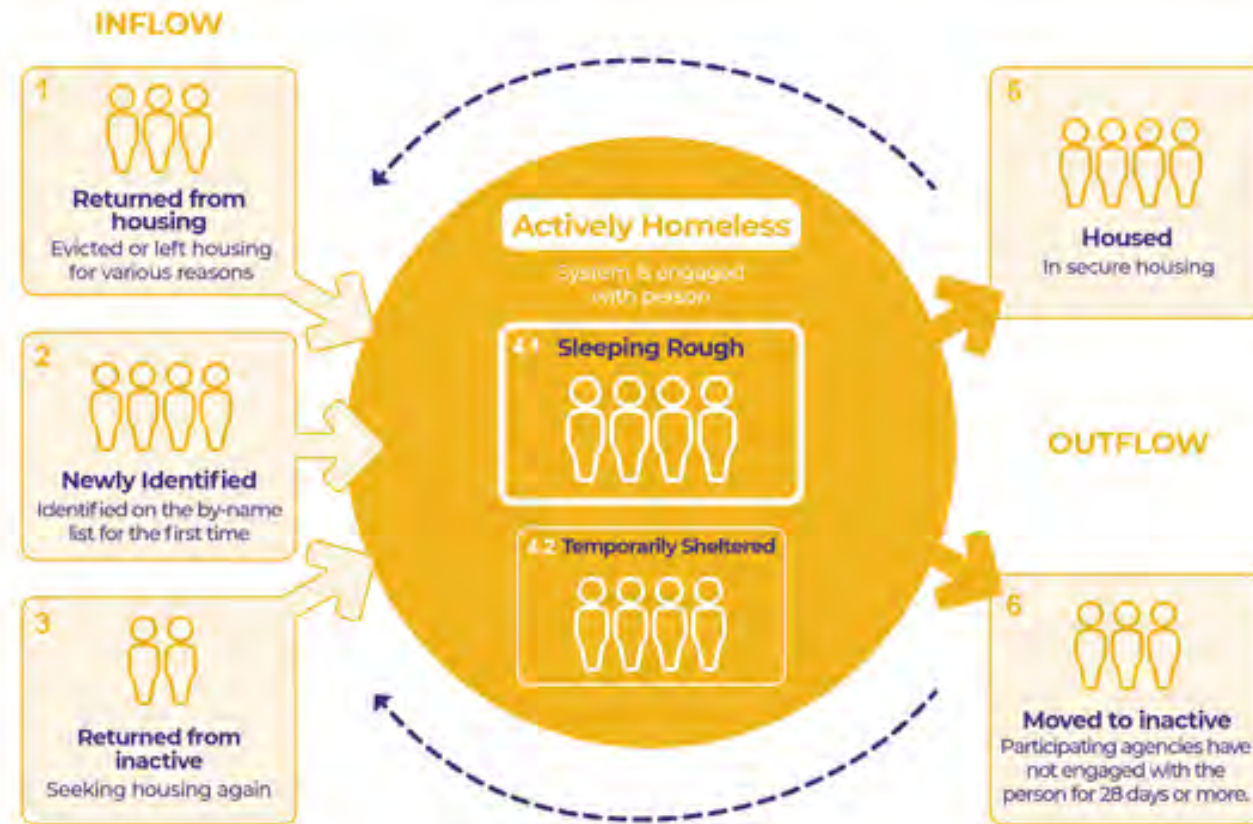 INFLOW
1
Returned from
housing
Evicted or left housing
for various reasons
2
Newly Identified
Identified on the by-name
list for the first time
3
Returned from
inactive
Seeking housing again
Actively Homeless
System is engaged
with person
4.1 Sleeping Rough
4.2 Temporarily Sheltered
5
Housed
In secure housing
OUTFLOW
6
Moved to inactive
Participating agencies have
not engaged with the
person for 28 days or more.